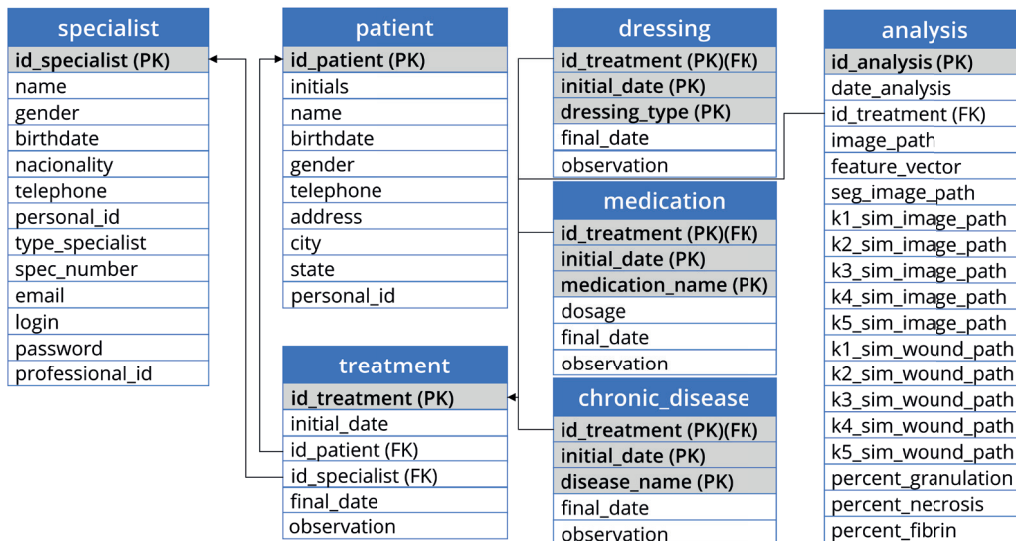 specialist
id_specialist (PK)
name
gender
birthdate
nacionality
telephone
personal_id
type_specialist
spec_number
email
login
password
professional_id
patient
id_patient (PK)
initials
name
birthdate
gender
telephone
address
city
state
personal_id
treatment
id_treatment (PK)
initial_date
id_patient (FK)
id_specialist (FK)
final_date
observation
dressing
id_treatment (PK)(FK)
initial_date (PK)
dressing_type (PK)
final_date
observation
medication
id_treatment (PK)(FK)
initial_date (PK)
medication_name (PK)
dosage
final_date
observation
chronic_disease
id_treatment (PK)(FK)
initial_date (PK)
disease_name (PK)
final_date
observation
analysis
id_analysis (PK)
date_analysis
id_treatment (FK)
image_path
feature_vector
seg_image_path
k1_sim_image_path
k2_sim_image_path
k3_sim_image_path
k4_sim_image_path
k5_sim_image_path
k1_sim_wound_path
k2_sim_wound_path
k3_sim_wound_path
k4_sim_wound_path
k5_sim_wound_path
percent_granulation
percent_necrosis
percent_fibrin